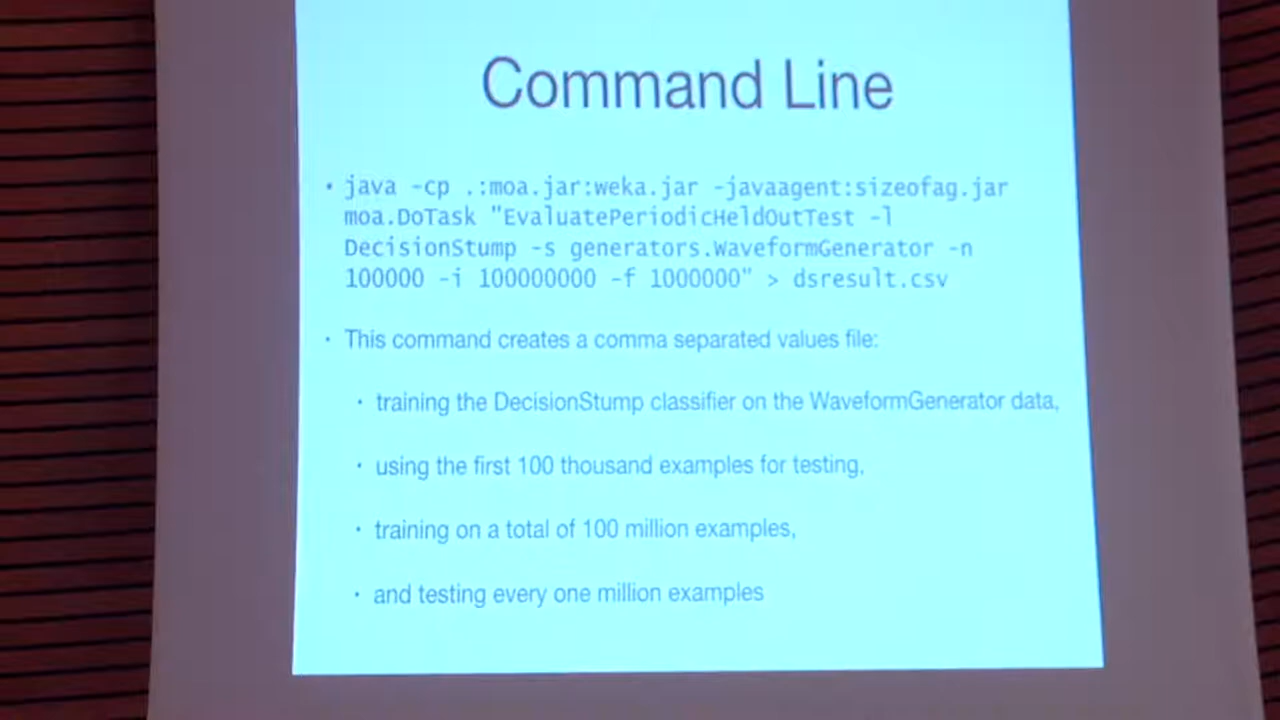 Command Line
· java -cp .:moa.jar:weka.jar -javaagent:sizeofag.jar
moa.DoTask "EvaluatePeriodicHeldOutTest -l
DecisionStump -s generators.WaveformGenerator -n
100000 -i 100000000 -f 1000000" > dsresult.csv
· This command creates a comma separated values file:
· training the DecisionStump classifier on the WaveformGenerator data,
· using the first 100 thousand examples for testing,
· training on a total of 100 million examples,
· and testing every one million examples